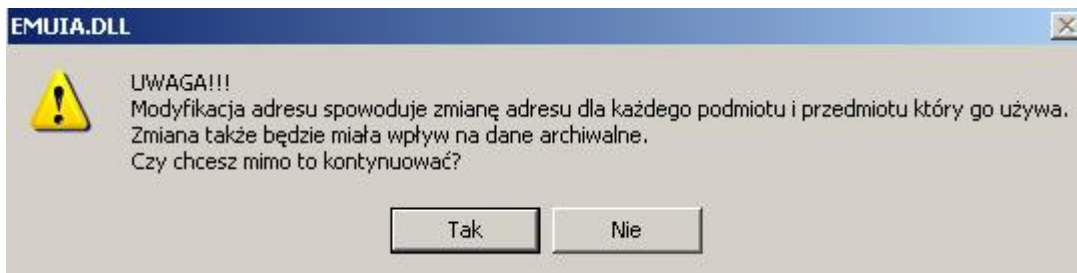 EMUIA.DLL
UWAGA!!!
Modyfikacja adresu spowoduje zmianę adresu dla każdego podmiotu i przedmiotu który go używa.
Zmiana także będzie miała wpływ na dane archiwalne.
Czy chcesz mimo to kontynuować?
Tak
Nie